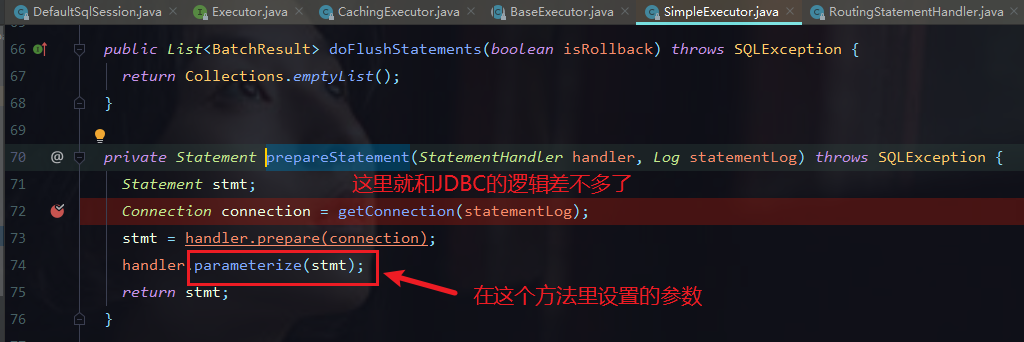 DefaultSqlSession.java Executor.java CachingExecutor.java BaseExecutor.java SimpleExecutor.java RoutingStatementHandler.java
66 public List<BatchResult> doFlushStatements(boolean isRollback) throws SQLException {
67 return Collections.emptyList();
68 }
69
70 @ private Statement prepareStatement(StatementHandler handler, Log statementLog) throws SQLException {
71 Statement stmt; 这里就和JDBC的逻辑差不多了
72 Connection connection = getConnection(statementLog);
73 stmt = handler.prepare(connection);
74 handler.parameterize(stmt);
75 return stmt; 在这个方法里设置的参数
76 }